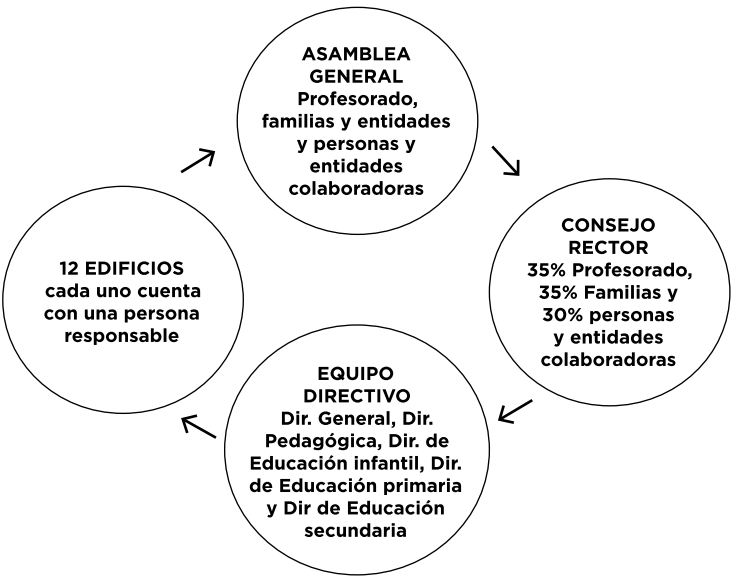 ASAMBLEA
GENERAL
Profesorado,
familias y entidades
y personas y
entidades
colaboradoras
CONSEJO
RECTOR
35% Profesorado,
35% Familias y
30% personas
y entidades
colaboradoras
EQUIPO
DIRECTIVO
Dir. General, Dir.
Pedagógica, Dir. de
Educación infantil, Dir.
de Educación primaria
y Dir de Educación
secundaria
12 EDIFICIOS
cada uno cuenta
con una persona
responsable